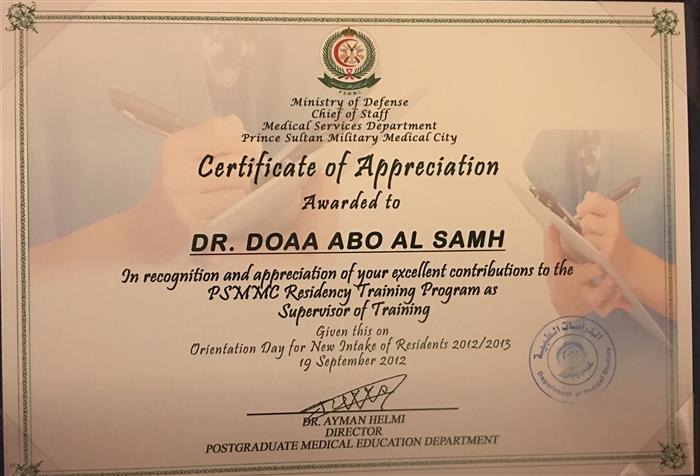 PSMMC
Ministry of Defense
Chief of Staff
Medical Services Department
Prince Sultan Military Medical City
Certificate of Appreciation
Awarded to
DR. DOAA ABO AL SAMH
In recognition and appreciation of your excellent contributions to the
PSMMC Residency Training Program as
Supervisor of Training
Given this on
Orientation Day for New Intake of Residents 2012/2013
19 September 2012
الدراسات الطبية
Department of Medical Studies
DR. AYMAN HELMI
DIRECTOR
POSTGRADUATE MEDICAL EDUCATION DEPARTMENT